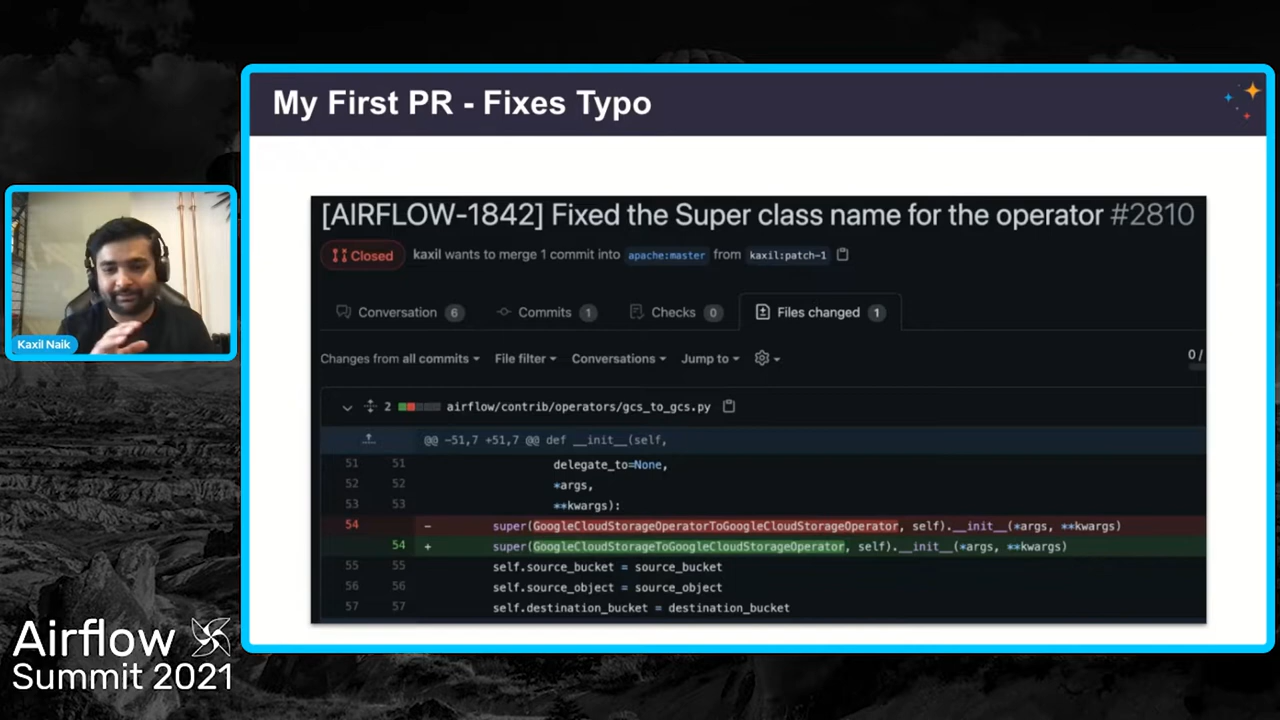 My First PR - Fixes Typo
[AIRFLOW-1842] Fixed the Super class name for the operator #2810
Closed kaxil wants to merge 1 commit into apache:master from kaxil:patch-1
Conversation 6 Commits 1 Checks 0 Files changed 1
Changes from all commits File filter Conversations Jump to
0 /
2 airflow/contrib/operators/gcs_to_gcs.py
@@ -51,7 +51,7 @@ def __init__(self,
51 51 delegate_to=None,
52 52 *args,
53 53 **kwargs):
54 - super(GoogleCloudStorageOperatorToGoogleCloudStorageOperator, self).__init__(*args, **kwargs)
54 + super(GoogleCloudStorageToGoogleCloudStorageOperator, self).__init__(*args, **kwargs)
55 55 self.source_bucket = source_bucket
56 56 self.source_object = source_object
57 57 self.destination_bucket = destination_bucket
Kaxil Naik
Airflow
Summit 2021